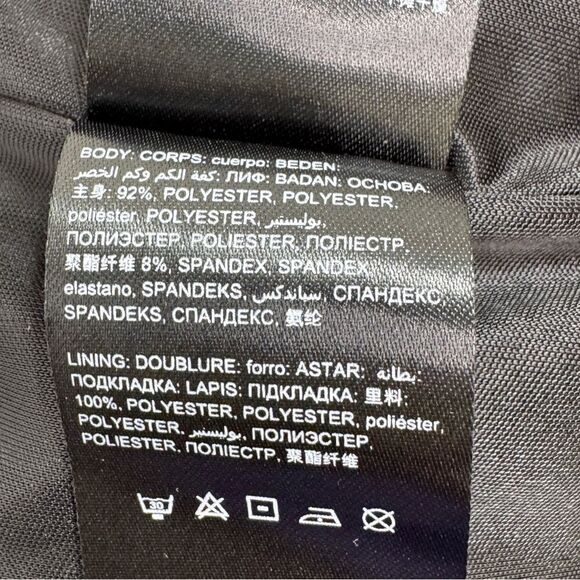 BODY: CORPS: cuerpo: BEDEN:
كفة الكم وكم الخصر: ЛИФ: BADAN: ОСНОВА:
主身: 92%, POLYESTER, POLYESTER,
poliéster, POLYESTER, بوليستير,
ПОЛИЭСТЕР, POLIESTER, ПОЛІЕСТР,
聚酯纤维 8%, SPANDEX, SPANDEX,
elastano, SPANDEKS, سباندكس, СПАНДЕКС,
SPANDEKS, СПАНДЕКС,氨纶
LINING: DOUBLURE: forro: ASTAR: بطانة:
ПОДКЛАДКА: LAPIS: ПІДКЛАДКА: 里料:
100%, POLYESTER, POLYESTER, poliéster,
POLYESTER, بوليستير, ПОЛИЭСТЕР,
POLIESTER, ПОЛІЕСТР, 聚酯纤维
30